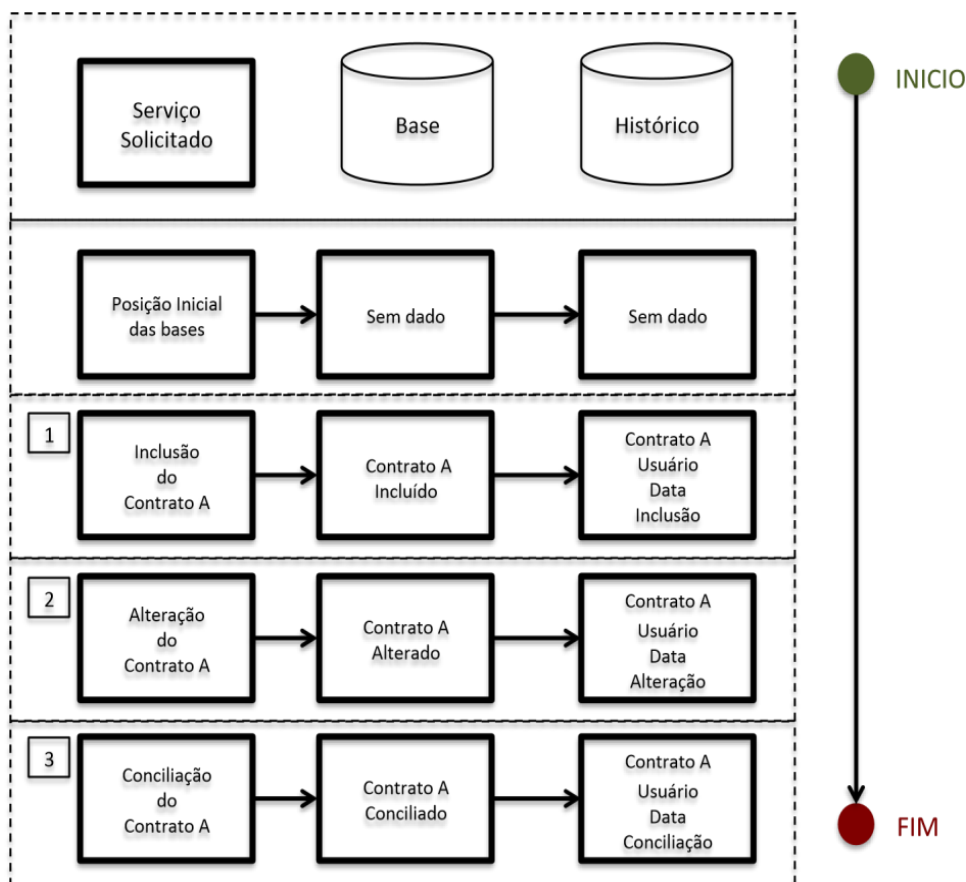 Serviço
Solicitado
Base
Histórico
INICIO
Posição Inicial
das bases
Sem dado
Sem dado
1
Inclusão
do
Contrato A
Contrato A
Incluído
Contrato A
Usuário
Data
Inclusão
2
Alteração
do
Contrato A
Contrato A
Alterado
Contrato A
Usuário
Data
Alteração
3
Conciliação
do
Contrato A
Contrato A
Conciliado
Contrato A
Usuário
Data
Conciliação
FIM